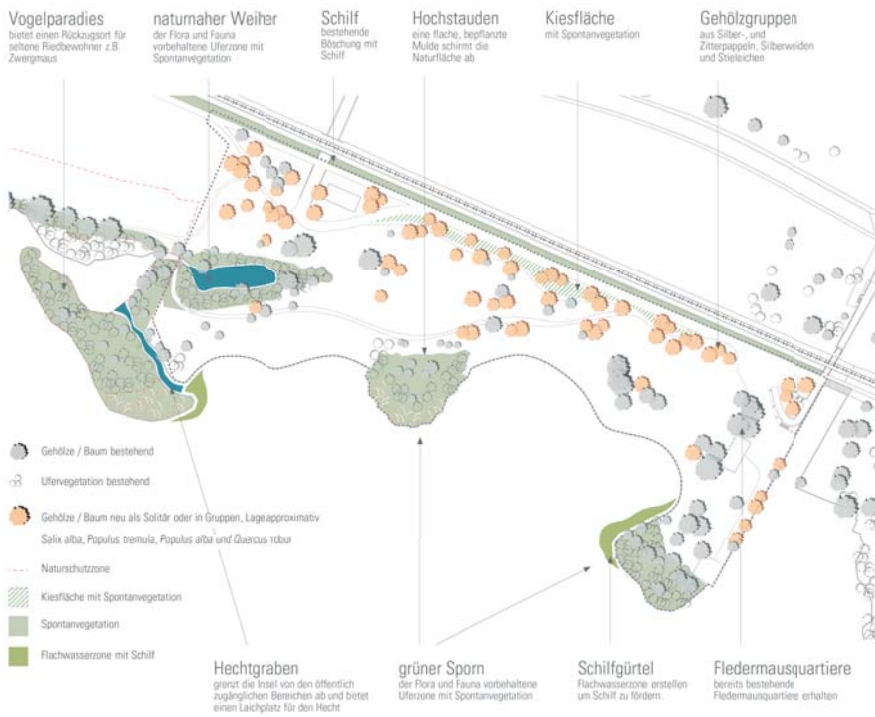 Vogelparadies
bietet einen Rückzugsort für
seltene Riedbewohner z.B.
Zwergmaus
naturnaher Weiher
der Flora und Fauna
vorbehaltene Uferzone mit
Spontanvegetation
Schilf
bestehende
Böschung mit
Schilf
Hochstauden
eine flache, bepflanzte
Mulde schirmt die
Naturfläche ab
Kiesfläche
mit Spontanvegetation
Gehölzgruppen
aus Silber-, und
Zitterpappeln, Silberweiden
und Stieleichen
Gehölze / Baum bestehend
Ufervegetation bestehend
Gehölze / Baum neu als Solitär oder in Gruppen, Lageapproximativ
Salix alba, Populus tremula, Populus alba und Quercus robur
Naturschutzzone
Kiesfläche mit Spontanvegetation
Spontanvegetation
Flachwasserzone mit Schilf
Hechtgraben
grenzt die Insel von den öffentlich
zugänglichen Bereichen ab und bietet
einen Laichplatz für den Hecht
grüner Sporn
der Flora und Fauna vorbehaltene
Uferzone mit Spontanvegetation
Schilfgürtel
Flachwasserzone erstellen
um Schilf zu fördern.
Fledermausquartiere
bereits bestehende
Fledermausquartiere erhalten